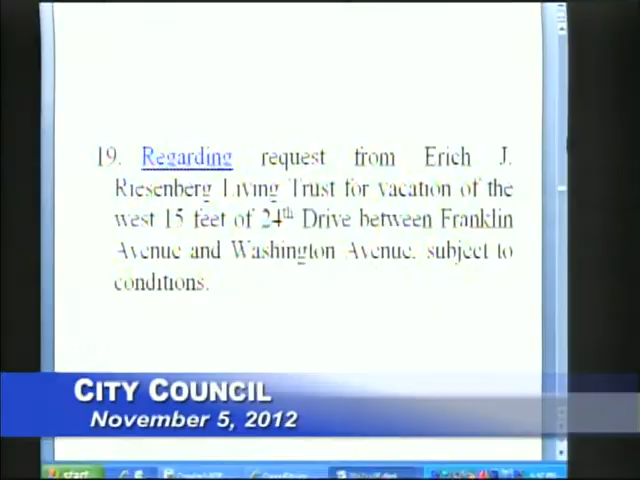 19. Regarding request from Erich J.
Riesenberg Living Trust for vacation of the
west 15 feet of 24th Drive between Franklin
Avenue and Washington Avenue, subject to
conditions.
CITY COUNCIL
November 5, 2012
start